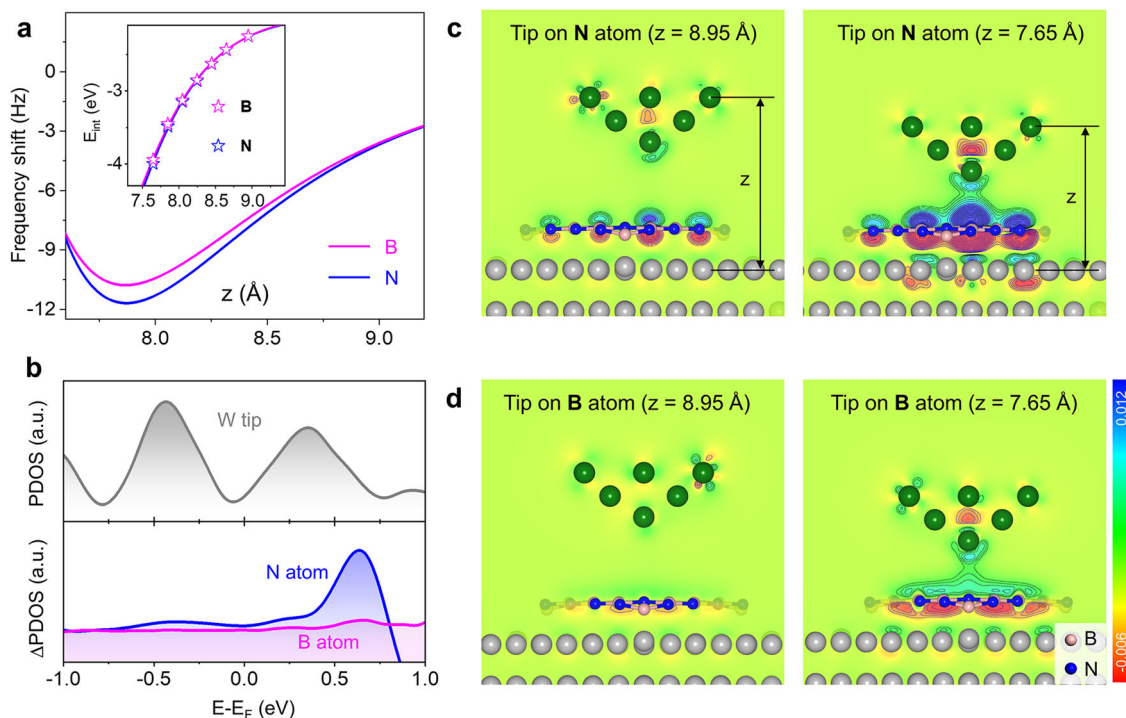 a
Frequency shift (Hz)
0
-3
-6
-9
-12
E_int (eV)
-3
-4
B
N
7.5 8.0 8.5 9.0
B
N
z (Å)
8.0 8.5 9.0
b
PDOS (a.u.)
W tip
ΔPDOS (a.u.)
N atom
B atom
-1.0 -0.5 0.0 0.5 1.0
E-E_F (eV)
c
Tip on N atom (z = 8.95 Å)
z
Tip on N atom (z = 7.65 Å)
z
d
Tip on B atom (z = 8.95 Å)
Tip on B atom (z = 7.65 Å)
0.012
-0.006
B
N